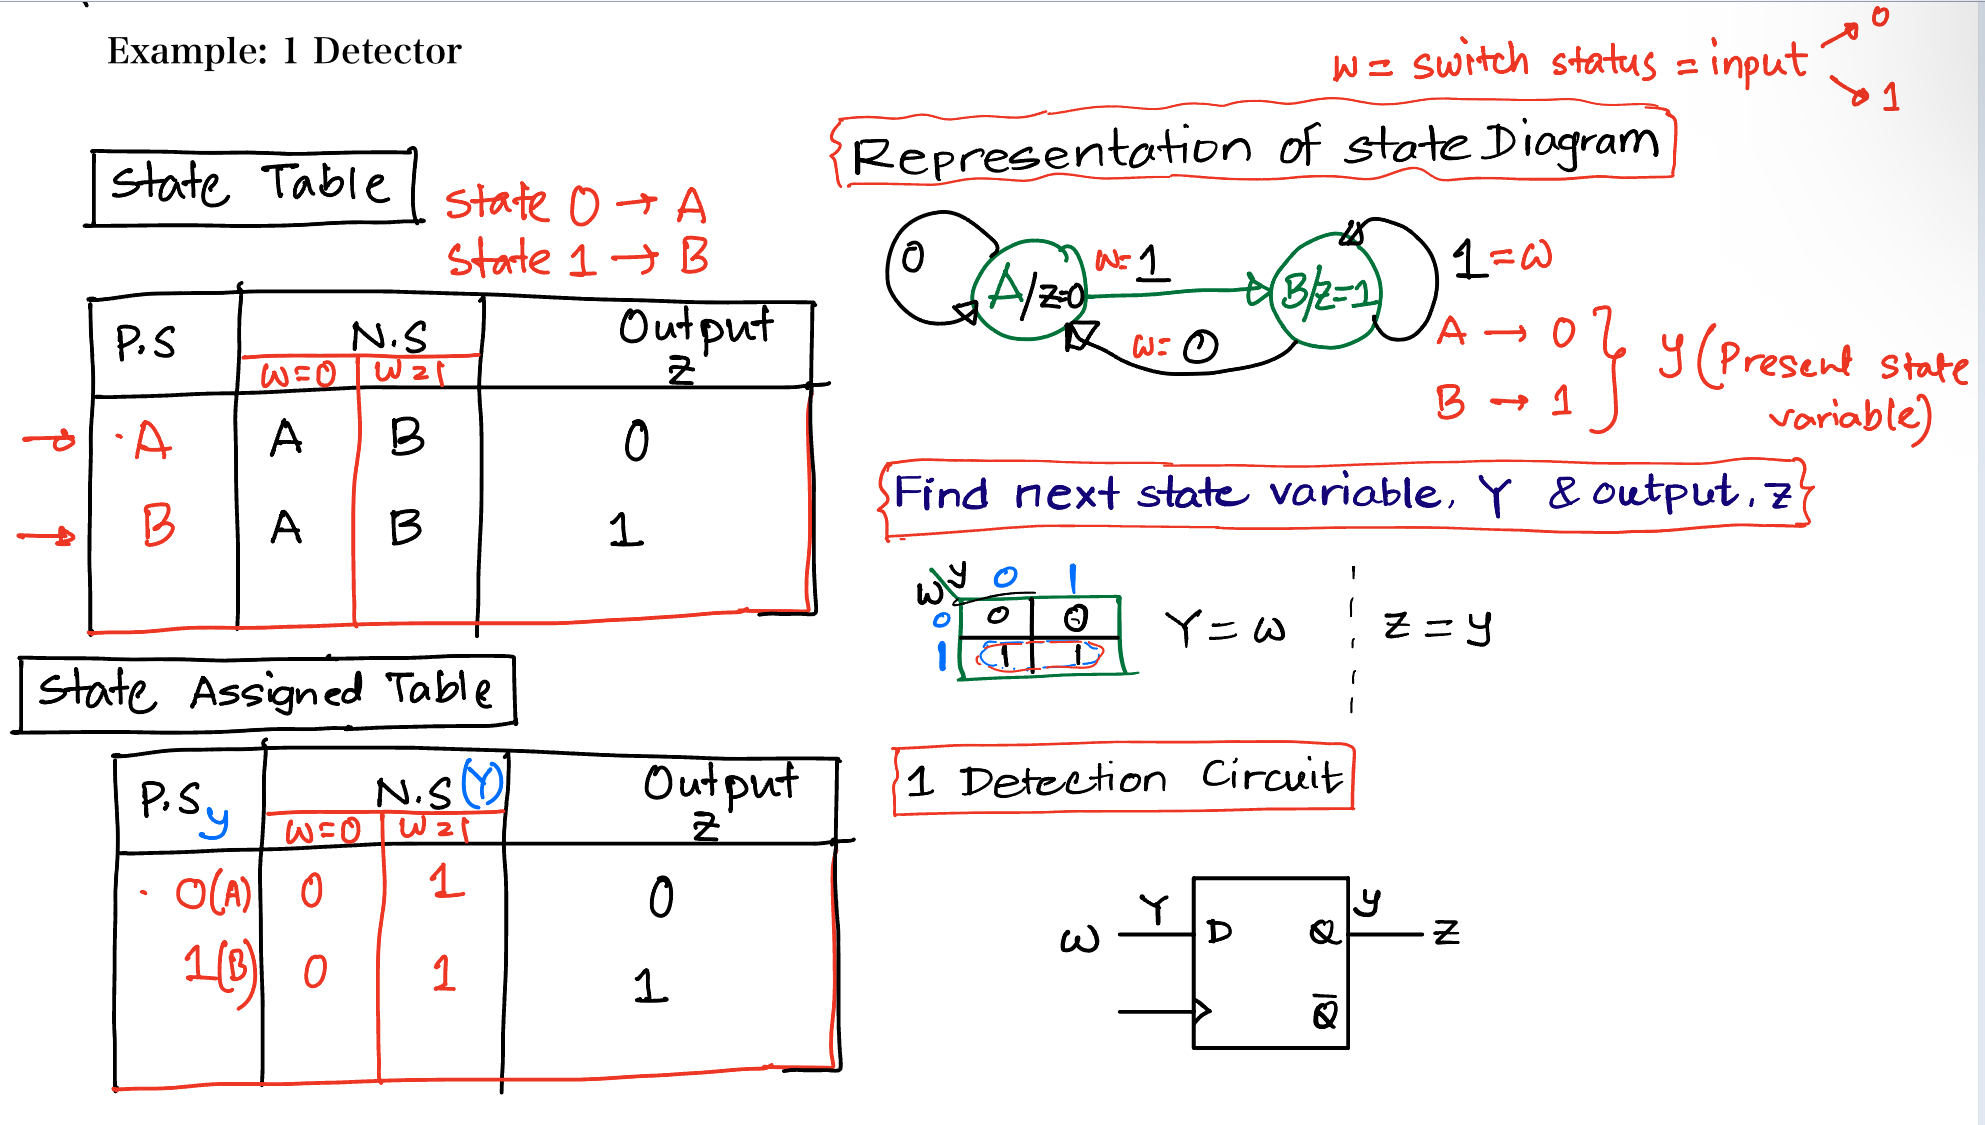 Example: 1 Detector
w = switch status = input
0
1
State Table
State 0 → A
State 1 → B
P.S N.S Output
w=0 w=1 z
A A B 0
B A B 1
Representation of state Diagram
0 A/z=0 w=1 B/z=1 1=w
w=0
A → 0
B → 1
} y (Present state
variable)
Find next state variable, Y & output, z
w y 0 1
0 0 0
1 1 1
Y = w
z = y
State Assigned Table
P.S y N.S (Y) Output
w=0 w=1 z
0(A) 0 1 0
1(B) 0 1 1
1 Detection Circuit
w Y D Q y z
Q̅